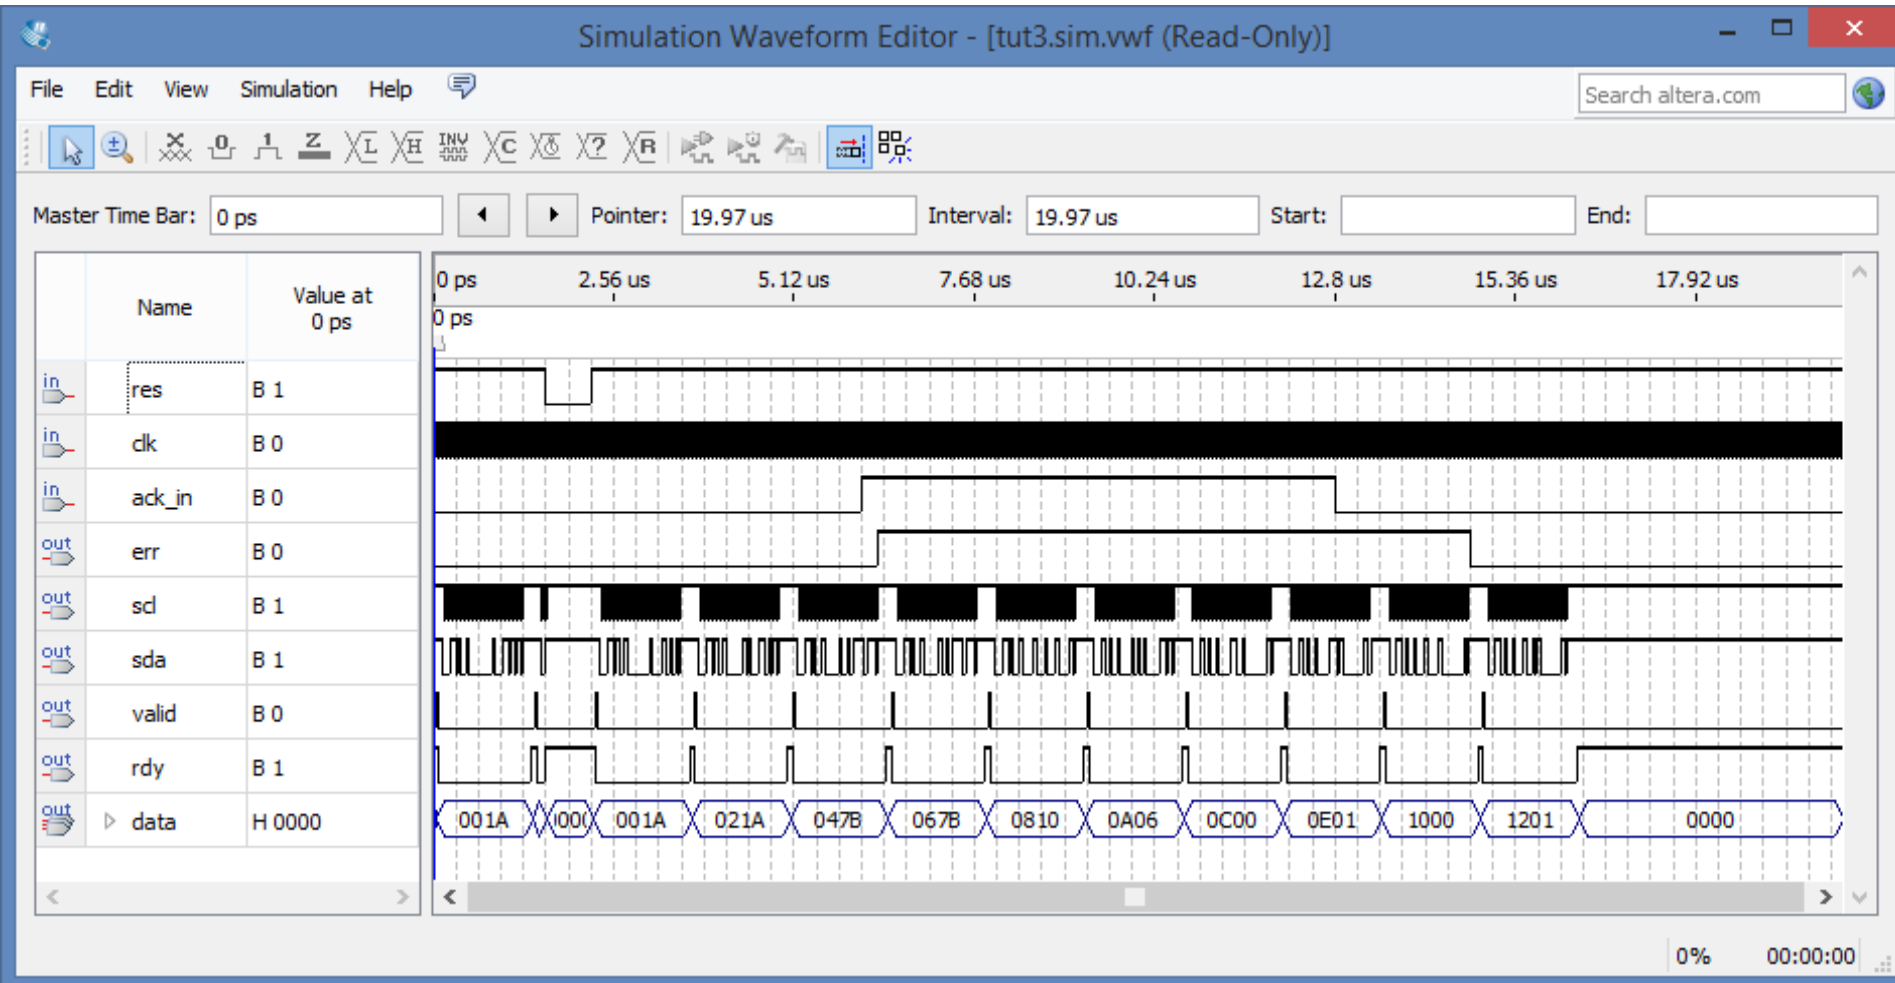 Simulation Waveform Editor - [tut3.sim.vwf (Read-Only)]
File Edit View Simulation Help
Search altera.com
Master Time Bar: 0 ps Pointer: 19.97 us Interval: 19.97 us Start: End:
Name Value at 0 ps
0 ps 2.56 us 5.12 us 7.68 us 10.24 us 12.8 us 15.36 us 17.92 us
0 ps
in res B 1
in clk B 0
in ack_in B 0
out err B 0
out scl B 1
out sda B 1
out valid B 0
out rdy B 1
out data H 0000 001A 001A 021A 047B 067B 0810 0A06 0C00 0E01 1000 1201 0000
0% 00:00:00